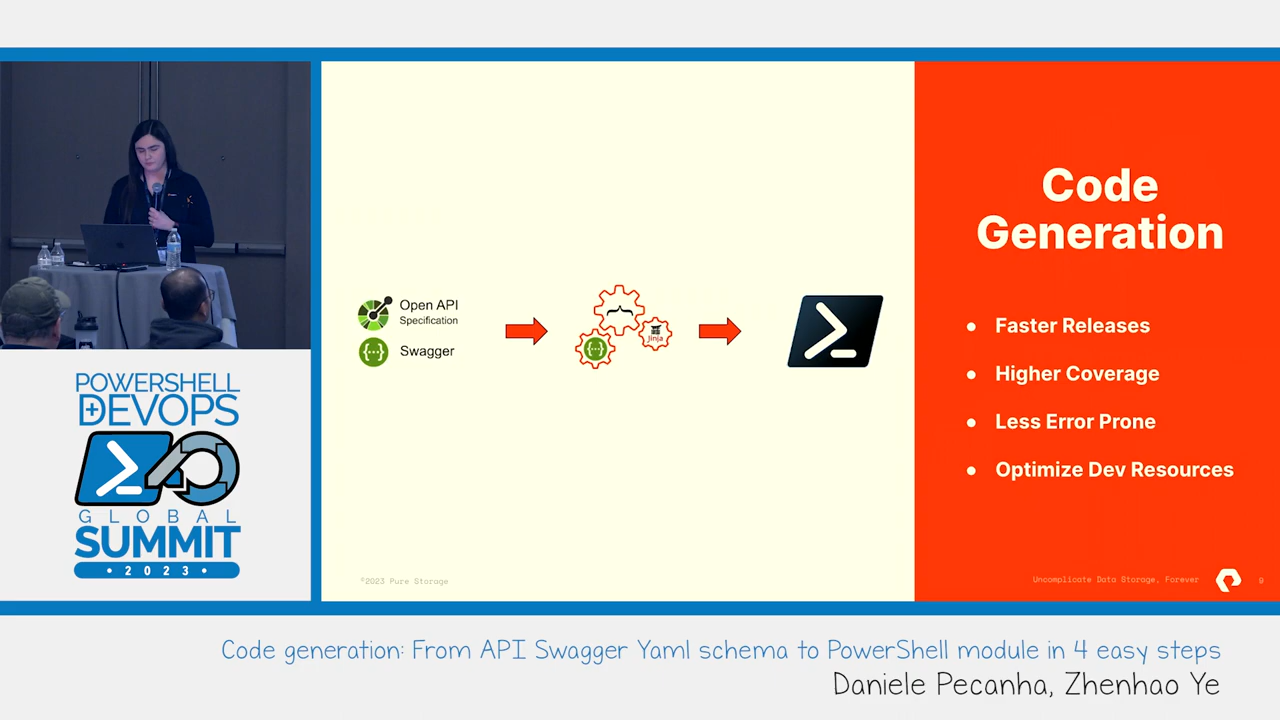 POWERSHELL
+DEVOPS
GLOBAL
SUMMIT
• 2023 •
Open API
Specification
Swagger
{...}
Jinja
©2023 Pure Storage
Code
Generation
• Faster Releases
• Higher Coverage
• Less Error Prone
• Optimize Dev Resources
Uncomplicate Data Storage, Forever
9
Code generation: From API Swagger Yaml schema to PowerShell module in 4 easy steps
Daniele Pecanha, Zhenhao Ye